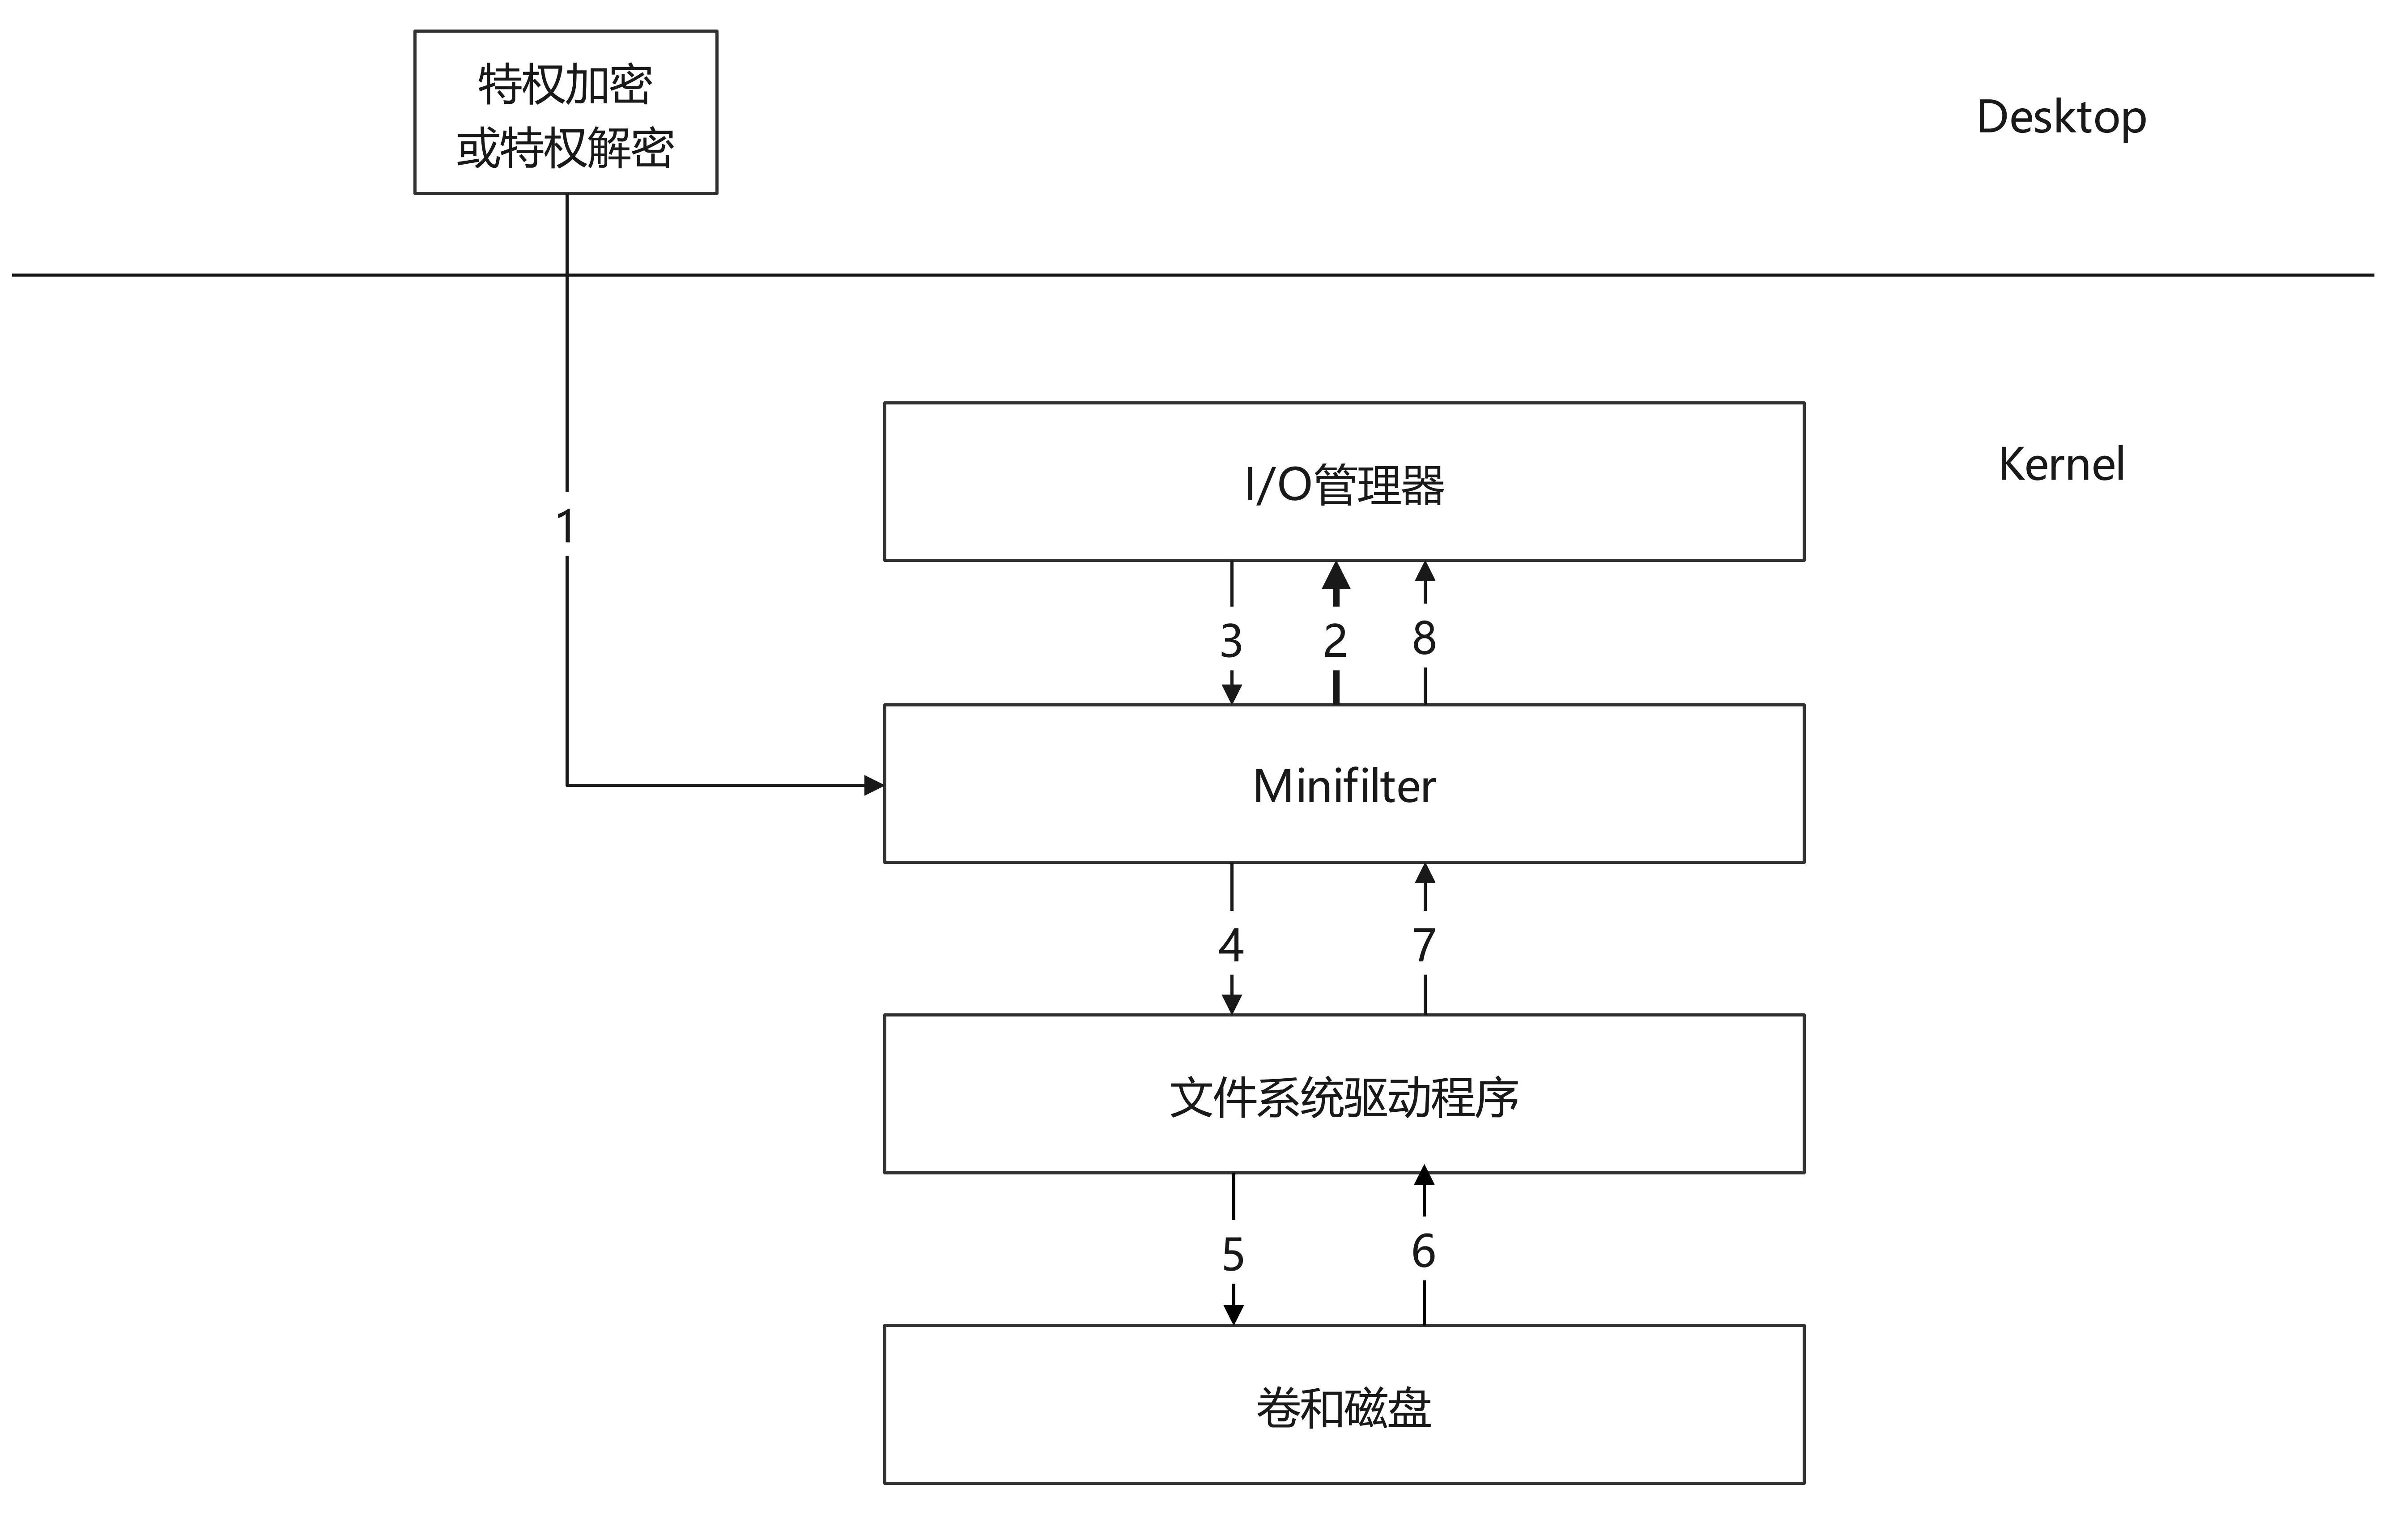 特权加密
或特权解密
Desktop
Kernel
I/O管理器
1
3
2
8
Minifilter
4
7
文件系统驱动程序
5
6
卷和磁盘